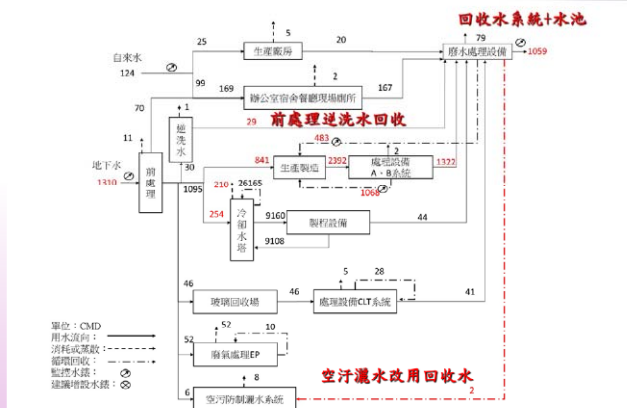 回收水系統+水池
79
5
自來水
25
生產廠房
20
廢水處理設備
1059
124
99
2
169
辦公室宿舍餐廳現場廁所
167
70
1
29
前處理逆洗水回收
11
逆洗水
483
2
地下水
30
841
生產製造
2392
處理設備
A、B系統
1322
1310
前處理
1095
210
26165
1068
254
冷卻水塔
9160
製程設備
44
9108
5
28
46
玻璃回收場
46
處理設備CLT系統
41
單位：CMD
用水流向：
消耗或蒸散：
循環回收：
監控水錶：
建議增設水錶：
52
10
52
廢氣處理EP
空汙灑水改用回收水
8
2
6
空污防制灑水系統